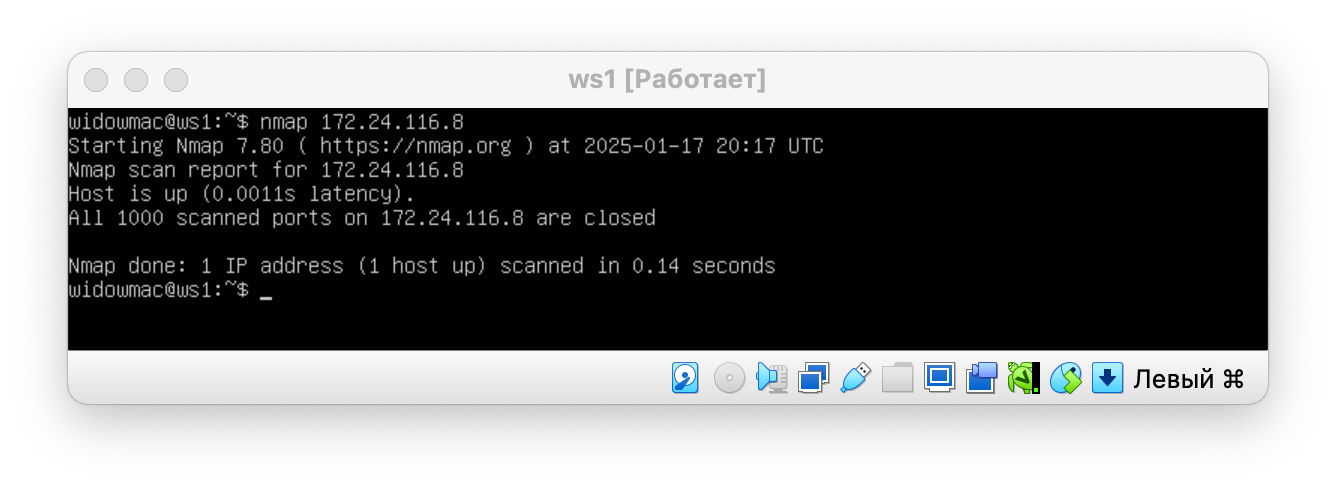 ws1 [Работает]
widowmac@ws1:~$ nmap 172.24.116.8
Starting Nmap 7.80 ( https://nmap.org ) at 2025-01-17 20:17 UTC
Nmap scan report for 172.24.116.8
Host is up (0.0011s latency).
All 1000 scanned ports on 172.24.116.8 are closed
Nmap done: 1 IP address (1 host up) scanned in 0.14 seconds
widowmac@ws1:~$ _
Левый ⌘